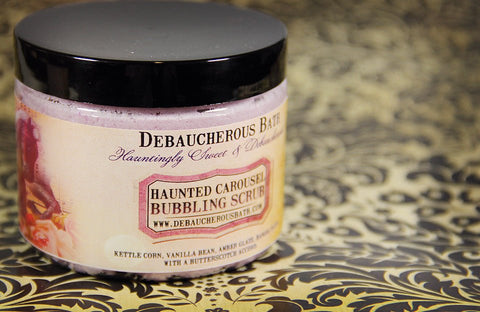 DEBAUCHEROUS BATH
Hauntingly Sweet &
HAUNTED CAROUSEL
BUBBLING SCRUB
WWW.DEBAUCHEROUSBATH.COM
KETTLE CORN, VANILLA BEAN, AMBER GLAZE,
WITH A BUTTERSCOTCH ACCORD